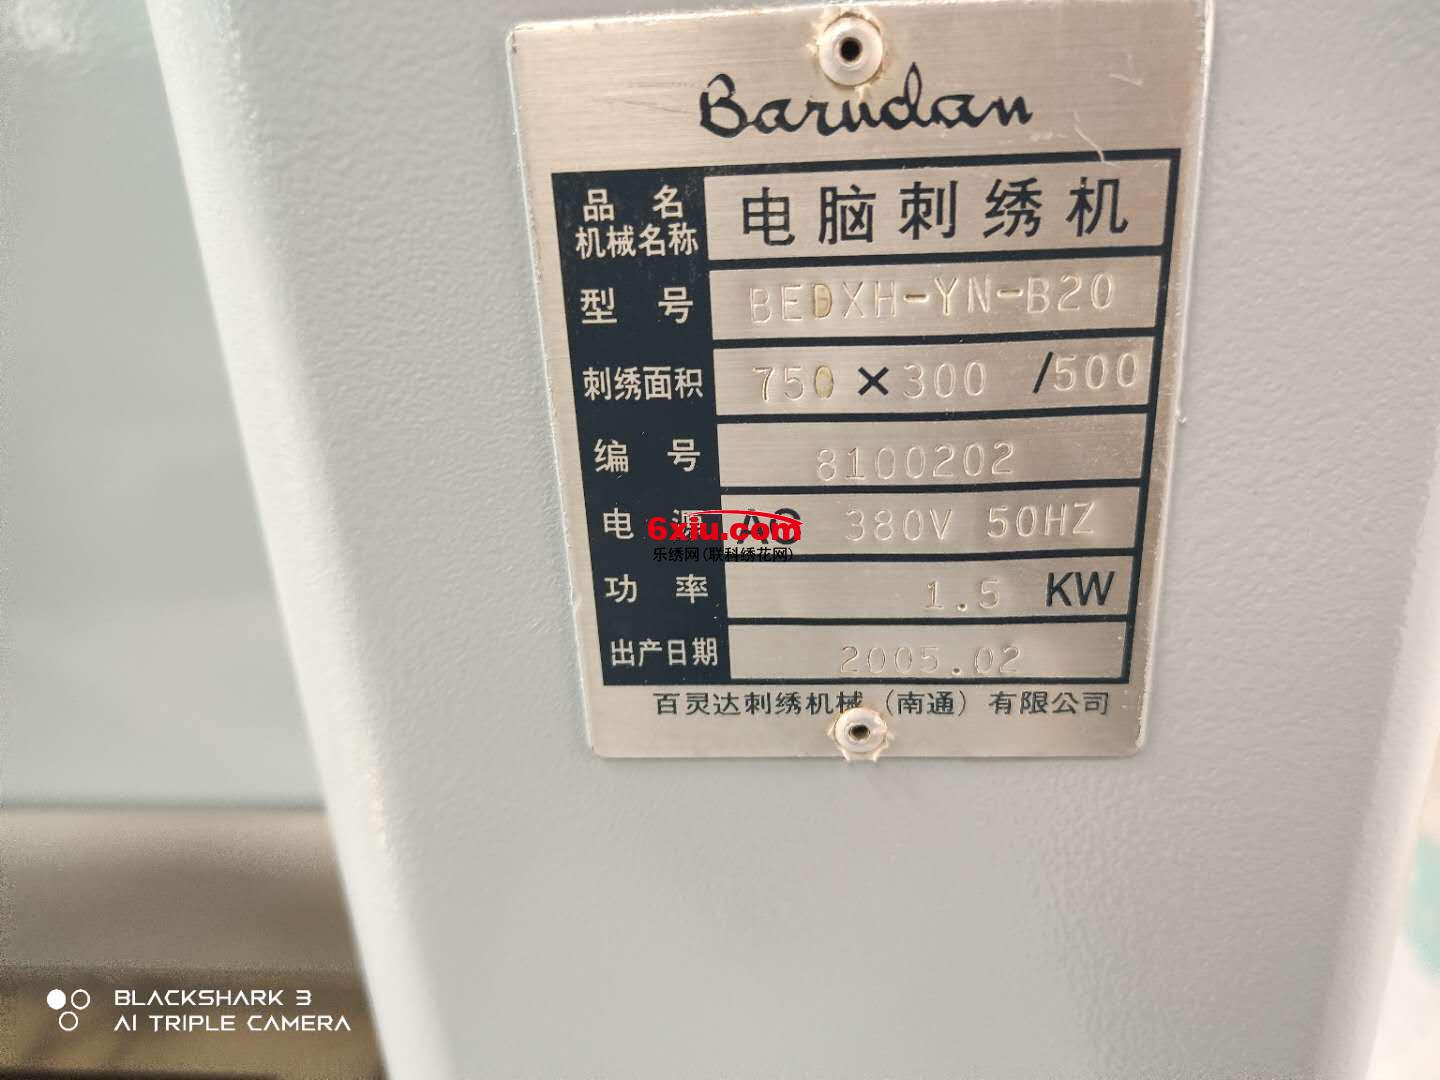 Barudan
品 名
机械名称
电脑刺绣机
型 号 BEDXH-YN-B20
刺绣面积 750×300 /500
编 号 8100202
电 源 AC 380V 50HZ
6xiu.com
乐绣网(联科绣花网)
功 率 1.5 KW
出产日期 2005.02
百灵达刺绣机械（南通）有限公司
BLACKSHARK 3
AI TRIPLE CAMERA